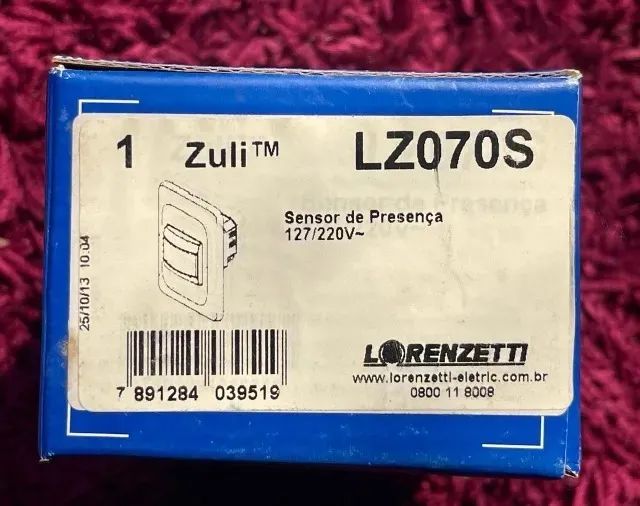 1 Zuli™ LZ070S
Sensor de Presença
127/220V~
25/10/13 10:04
LORENZETTI
www.lorenzetti-eletric.com.br
0800 11 8008
7 891284 039519